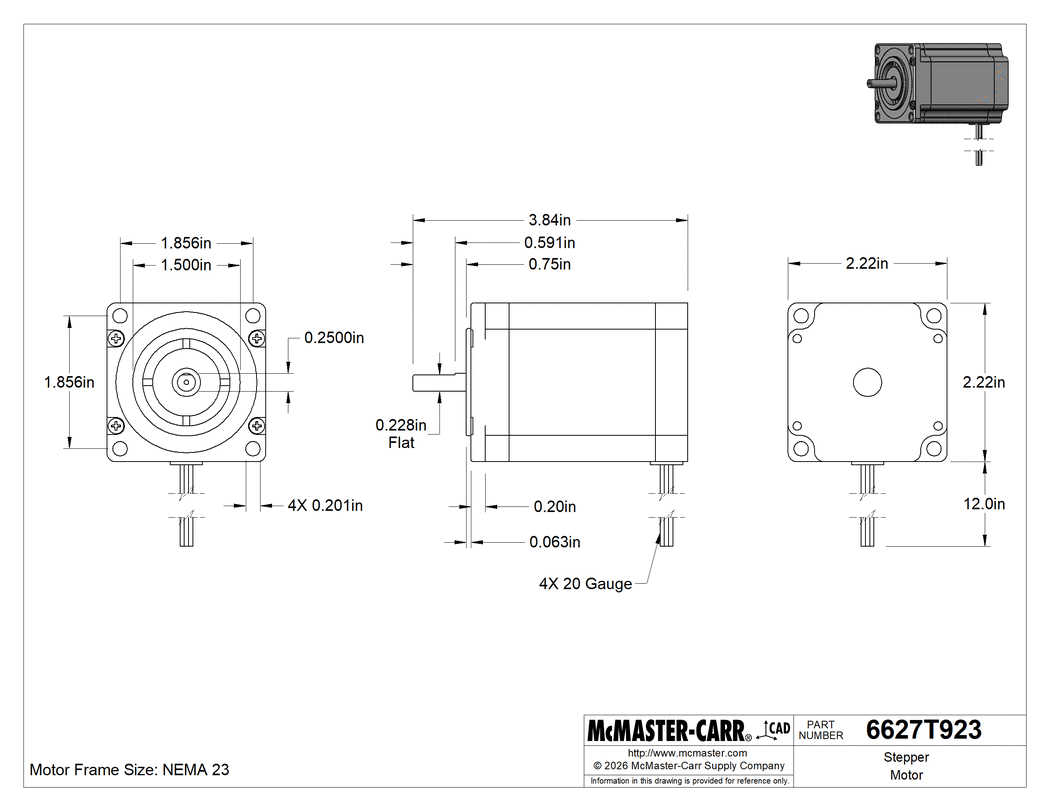 3.84in
1.856in
0.591in
1.500in
0.75in
2.22in
0.2500in
1.856in
2.22in
0.228in
Flat
4X 0.201in
0.20in
12.0in
0.063in
4X 20 Gauge
McMASTER-CARR® CAD
http://www.mcmaster.com
© 2026 McMaster-Carr Supply Company
Information in this drawing is provided for reference only.
PART
NUMBER
6627T923
Stepper
Motor
Motor Frame Size: NEMA 23